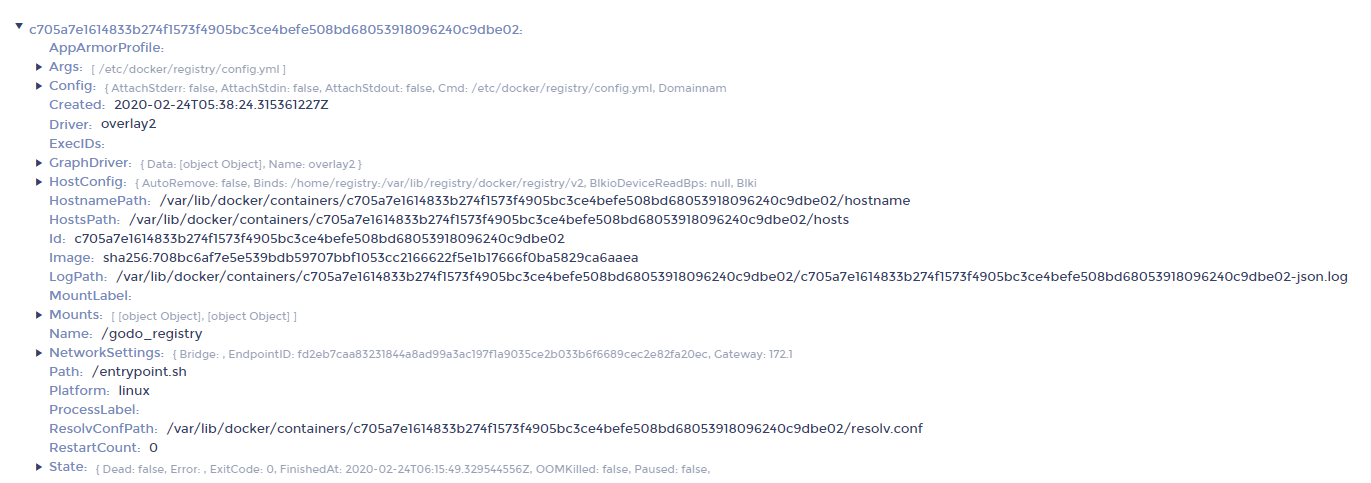 c705a7e1614833b274f1573f4905bc3ce4befe508bd68053918096240c9dbe02:
AppArmorProfile:
Args: [ /etc/docker/registry/config.yml ]
Config: { AttachStderr: false, AttachStdin: false, AttachStdout: false, Cmd: /etc/docker/registry/config.yml, Domainnam
Created: 2020-02-24T05:38:24.315361227Z
Driver: overlay2
ExecIDs:
GraphDriver: { Data: [object Object], Name: overlay2 }
HostConfig: { AutoRemove: false, Binds: /home/registry:/var/lib/registry/docker/registry/v2, BlkioDeviceReadBps: null, Blki
HostnamePath: /var/lib/docker/containers/c705a7e1614833b274f1573f4905bc3ce4befe508bd68053918096240c9dbe02/hostname
HostsPath: /var/lib/docker/containers/c705a7e1614833b274f1573f4905bc3ce4befe508bd68053918096240c9dbe02/hosts
Id: c705a7e1614833b274f1573f4905bc3ce4befe508bd68053918096240c9dbe02
Image: sha256:708bc6af7e5e539bdb59707bbf1053cc2166622f5e1b17666f0ba5829ca6aaea
LogPath: /var/lib/docker/containers/c705a7e1614833b274f1573f4905bc3ce4befe508bd68053918096240c9dbe02/c705a7e1614833b274f1573f4905bc3ce4befe508bd68053918096240c9dbe02-json.log
MountLabel:
Mounts: [ [object Object], [object Object] ]
Name: /godo_registry
NetworkSettings: { Bridge: , EndpointID: fd2eb7caa83231844a8ad99a3ac197f1a9035ce2b033b6f6689cec2e82fa20ec, Gateway: 172.1
Path: /entrypoint.sh
Platform: linux
ProcessLabel:
ResolvConfPath: /var/lib/docker/containers/c705a7e1614833b274f1573f4905bc3ce4befe508bd68053918096240c9dbe02/resolv.conf
RestartCount: 0
State: { Dead: false, Error: , ExitCode: 0, FinishedAt: 2020-02-24T06:15:49.329544556Z, OOMKilled: false, Paused: false,